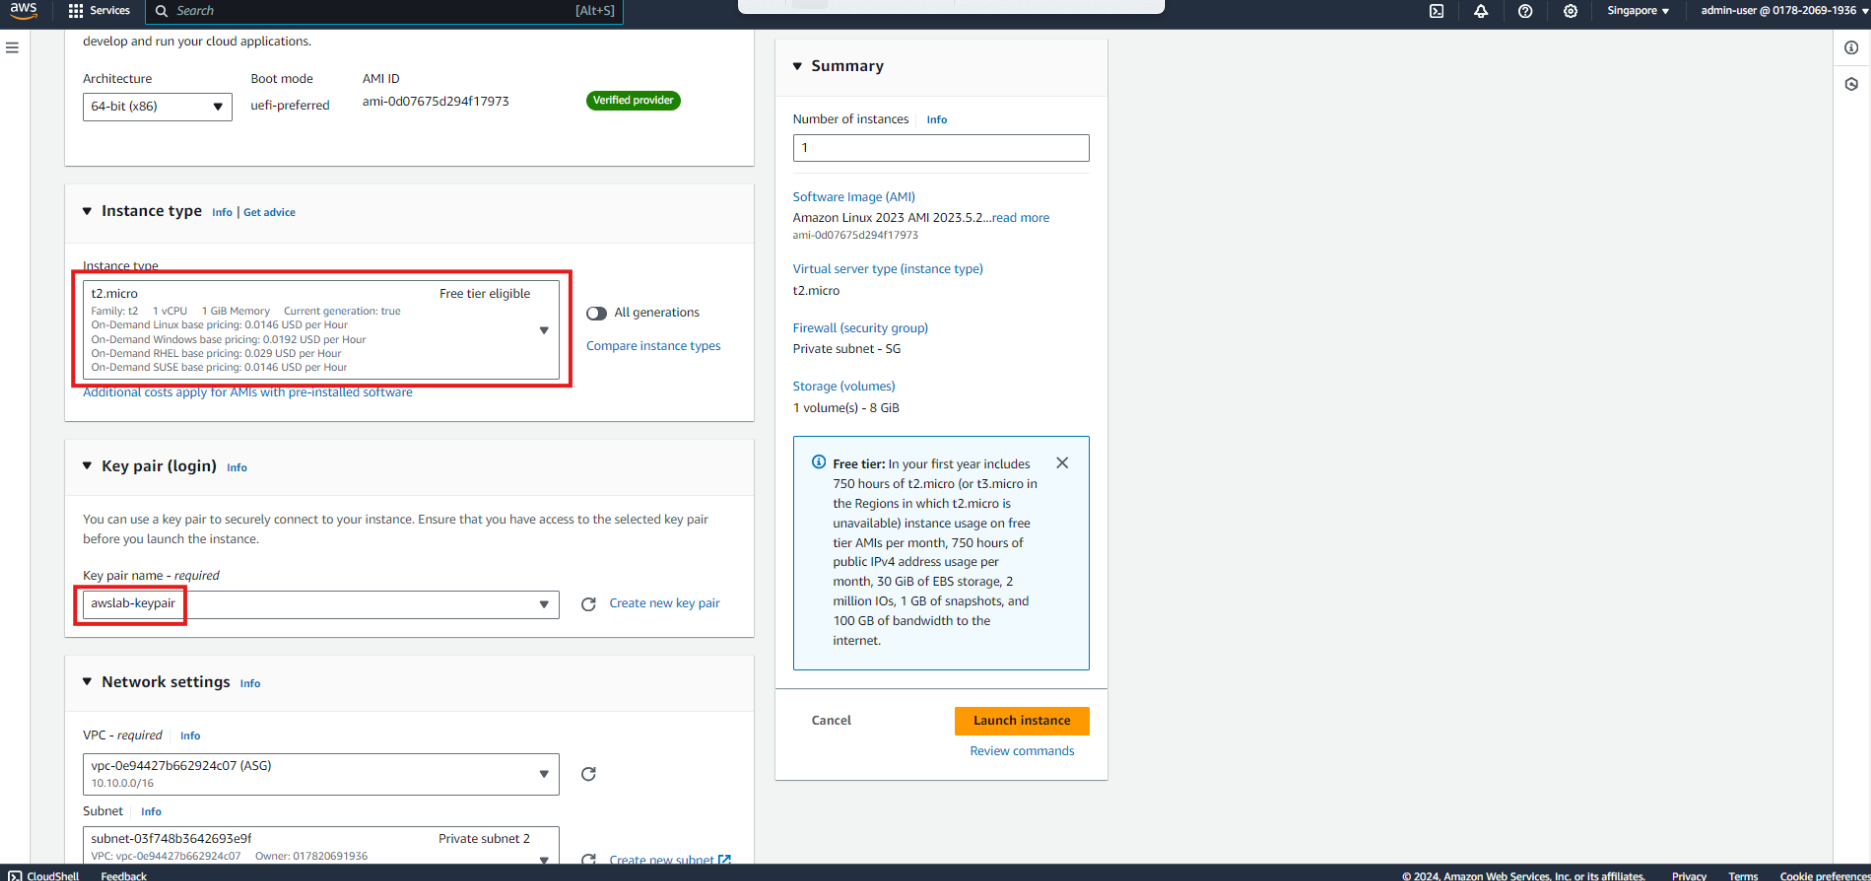 aws
Services
Search
[Alt+S]
Singapore
admin-user @ 0178-2069-1936
develop and run your cloud applications.
Architecture
Boot mode
AMI ID
64-bit (x86)
uefi-preferred
ami-0d07675d294f17973
Verified provider
Instance type Info | Get advice
Instance type
t2.micro
Free tier eligible
Family: t2 1 vCPU 1 GiB Memory Current generation: true
On-Demand Linux base pricing: 0.0146 USD per Hour
On-Demand Windows base pricing: 0.0192 USD per Hour
On-Demand RHEL base pricing: 0.029 USD per Hour
On-Demand SUSE base pricing: 0.0146 USD per Hour
All generations
Compare instance types
Additional costs apply for AMIs with pre-installed software
Key pair (login) Info
You can use a key pair to securely connect to your instance. Ensure that you have access to the selected key pair
before you launch the instance.
Key pair name - required
awslab-keypair
Create new key pair
Network settings Info
VPC - required Info
vpc-0e94427b662924c07 (ASG)
10.10.0.0/16
Subnet Info
subnet-03f748b3642693e9f
Private subnet 2
VPC: vpc-0e94427b662924c07 Owner: 017820691936
Create new subnet
Summary
Number of instances Info
1
Software Image (AMI)
Amazon Linux 2023 AMI 2023.5.2...read more
ami-0d07675d294f17973
Virtual server type (instance type)
t2.micro
Firewall (security group)
Private subnet - SG
Storage (volumes)
1 volume(s) - 8 GiB
Free tier: In your first year includes
750 hours of t2.micro (or t3.micro in
the Regions in which t2.micro is
unavailable) instance usage on free
tier AMIs per month, 750 hours of
public IPv4 address usage per
month, 30 GiB of EBS storage, 2
million IOs, 1 GB of snapshots, and
100 GB of bandwidth to the
internet.
Cancel
Launch instance
Review commands
CloudShell
Feedback
© 2024, Amazon Web Services, Inc. or its affiliates.
Privacy
Terms
Cookie preferences